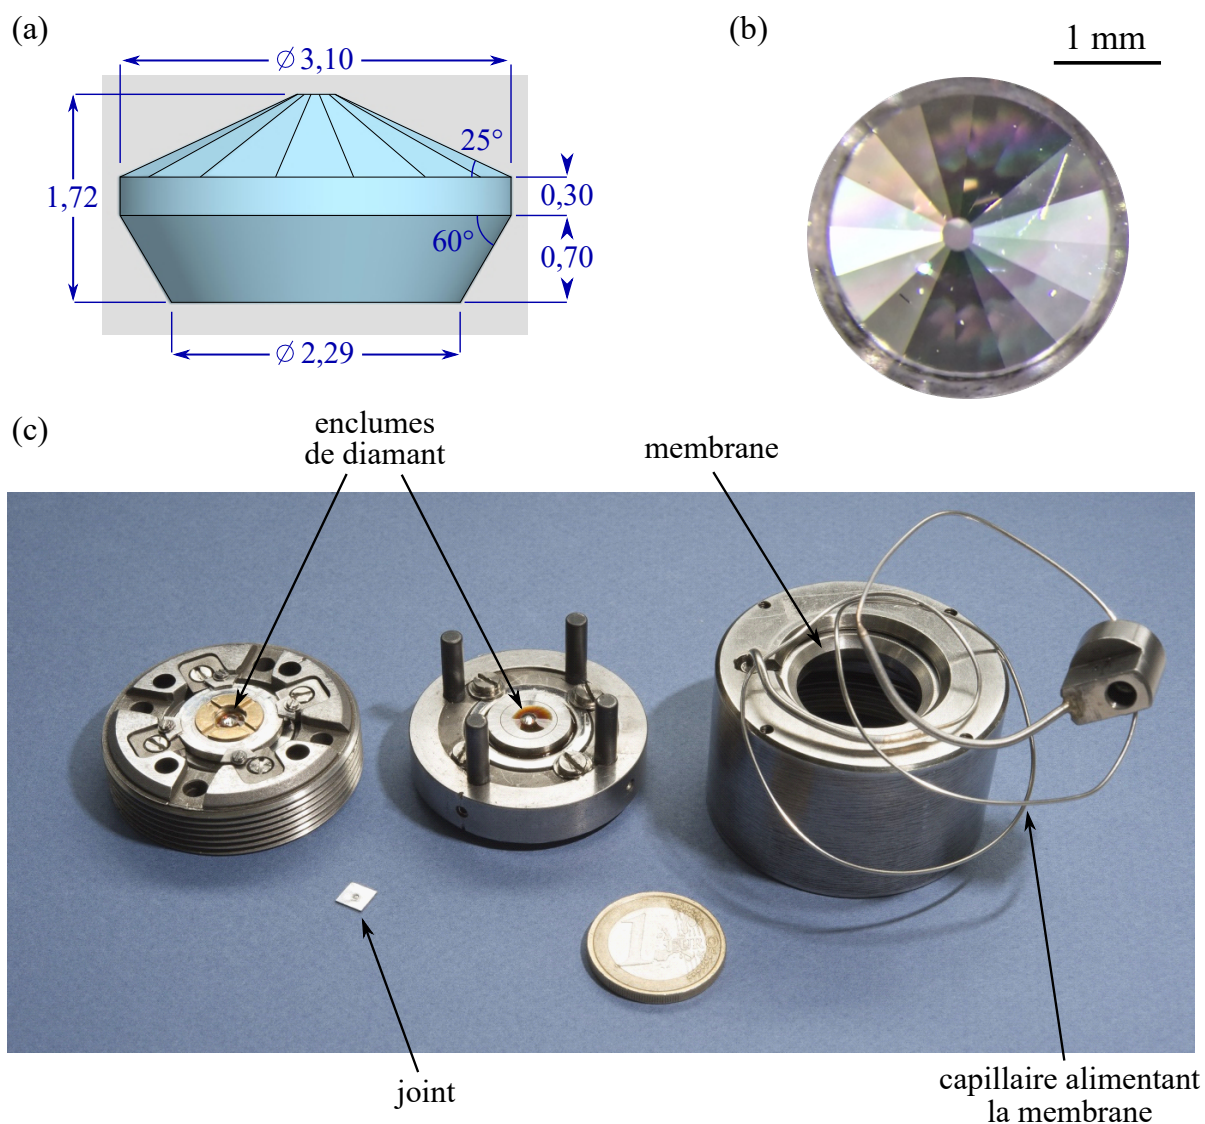 (a)
⌀ 3,10
25°
1,72
0,30
60°
0,70
⌀ 2,29
(b)
1 mm
(c)
enclumes
de diamant
membrane
1
joint
capillaire alimentant
la membrane